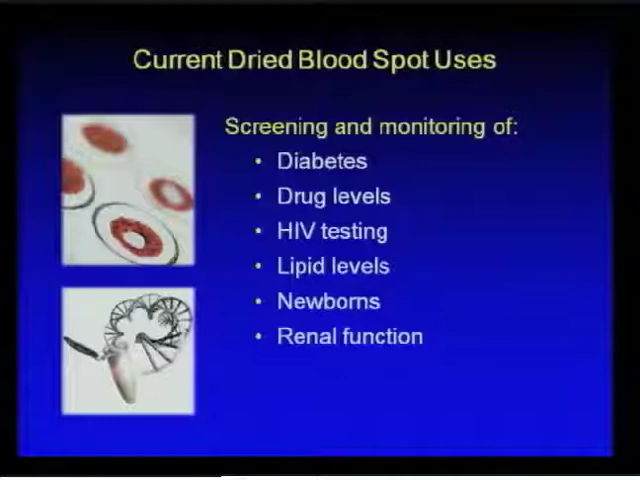 Current Dried Blood Spot Uses
Screening and monitoring of:
• Diabetes
• Drug levels
• HIV testing
• Lipid levels
• Newborns
• Renal function